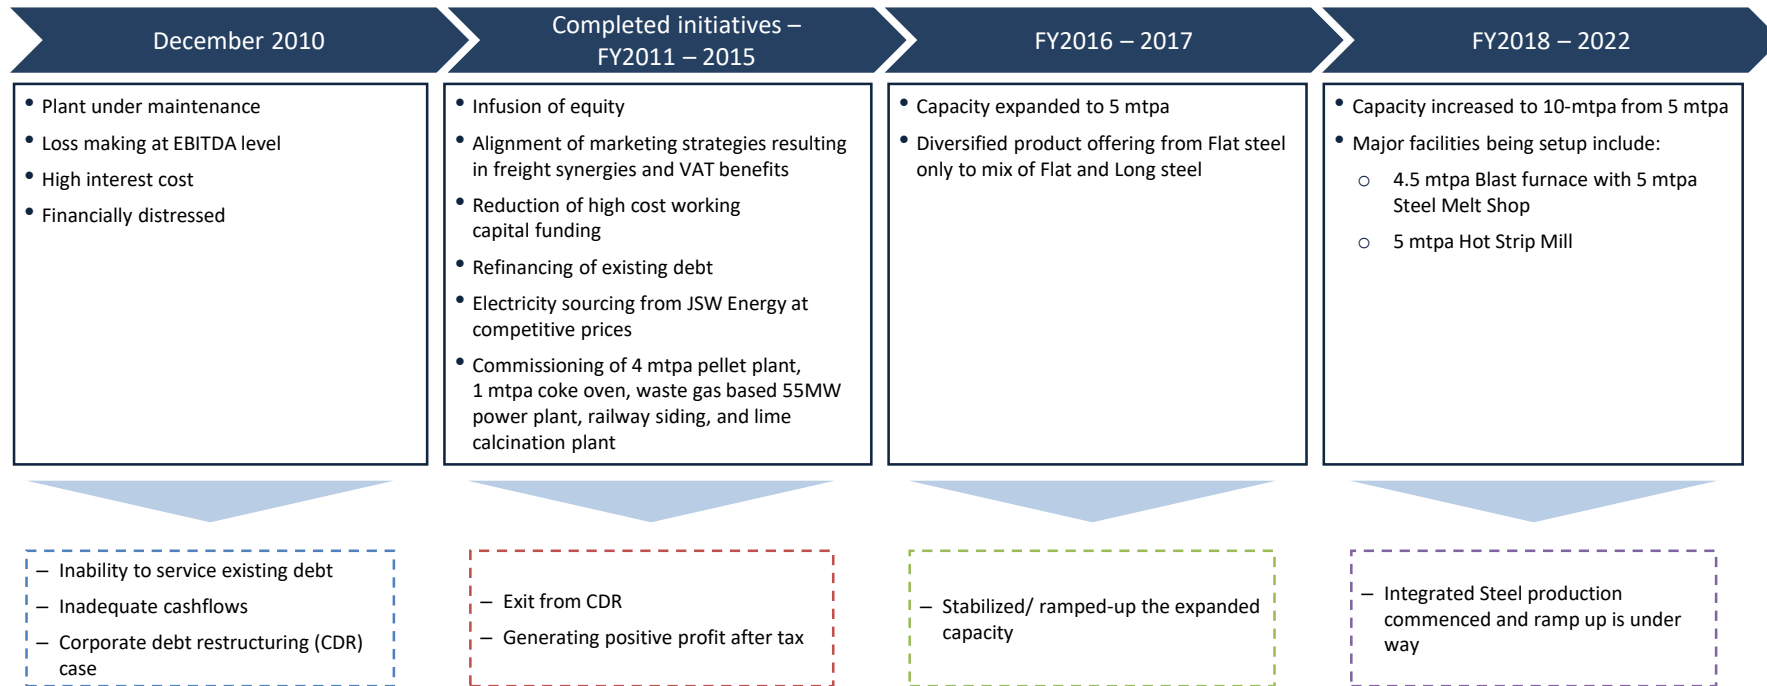 December 2010
Completed initiatives –
FY2011 – 2015
FY2016 – 2017
FY2018 – 2022
• Plant under maintenance
• Loss making at EBITDA level
• High interest cost
• Financially distressed
• Infusion of equity
• Alignment of marketing strategies resulting
in freight synergies and VAT benefits
• Reduction of high cost working
capital funding
• Refinancing of existing debt
• Electricity sourcing from JSW Energy at
competitive prices
• Commissioning of 4 mtpa pellet plant,
1 mtpa coke oven, waste gas based 55MW
power plant, railway siding, and lime
calcination plant
• Capacity expanded to 5 mtpa
• Diversified product offering from Flat steel
only to mix of Flat and Long steel
• Capacity increased to 10-mtpa from 5 mtpa
• Major facilities being setup include:
o 4.5 mtpa Blast furnace with 5 mtpa
Steel Melt Shop
o 5 mtpa Hot Strip Mill
– Inability to service existing debt
– Inadequate cashflows
– Corporate debt restructuring (CDR)
case
– Exit from CDR
– Generating positive profit after tax
– Stabilized/ ramped-up the expanded
capacity
– Integrated Steel production
commenced and ramp up is under
way